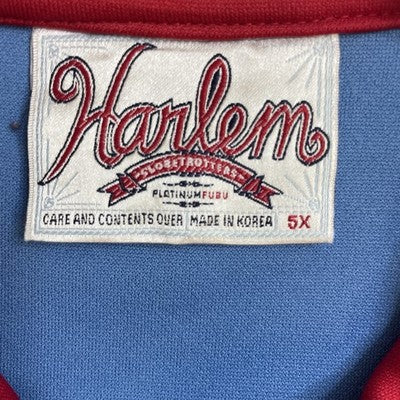 Harlem
GLOBETROTTERS
PLATINUMFUBU
CARE AND CONTENTS OVER MADE IN KOREA 5X